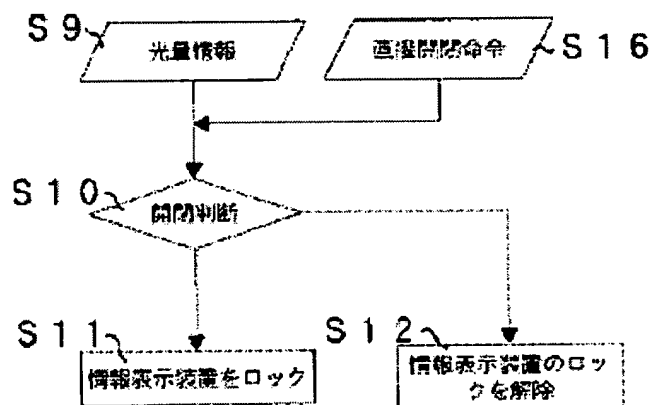 S9
光量情報
直接開閉命令
S16
S10
開閉判断
S11
情報表示装置をロック
S12
情報表示装置のロッ
クを解除